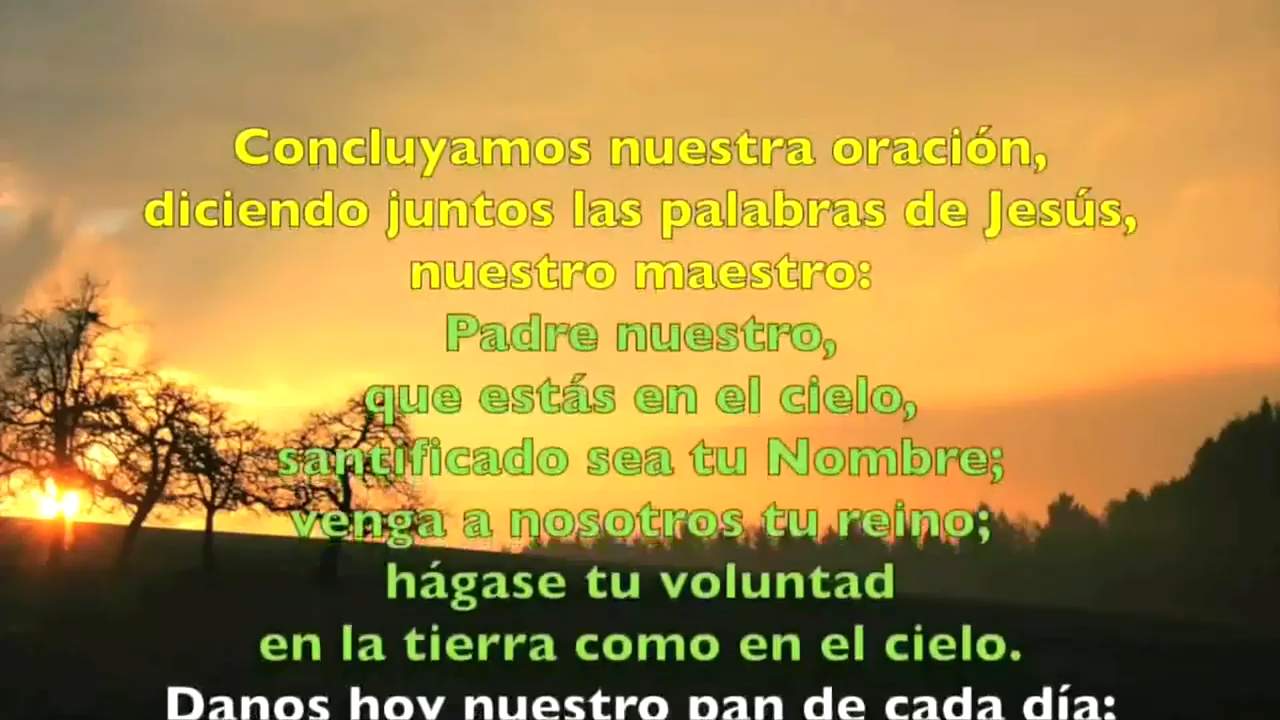 Concluyamos nuestra oración,
diciendo juntos las palabras de Jesús,
nuestro maestro:
Padre nuestro,
que estás en el cielo,
santificado sea tu Nombre;
venga a nosotros tu reino;
hágase tu voluntad
en la tierra como en el cielo.
Danos hoy nuestro pan de cada día;